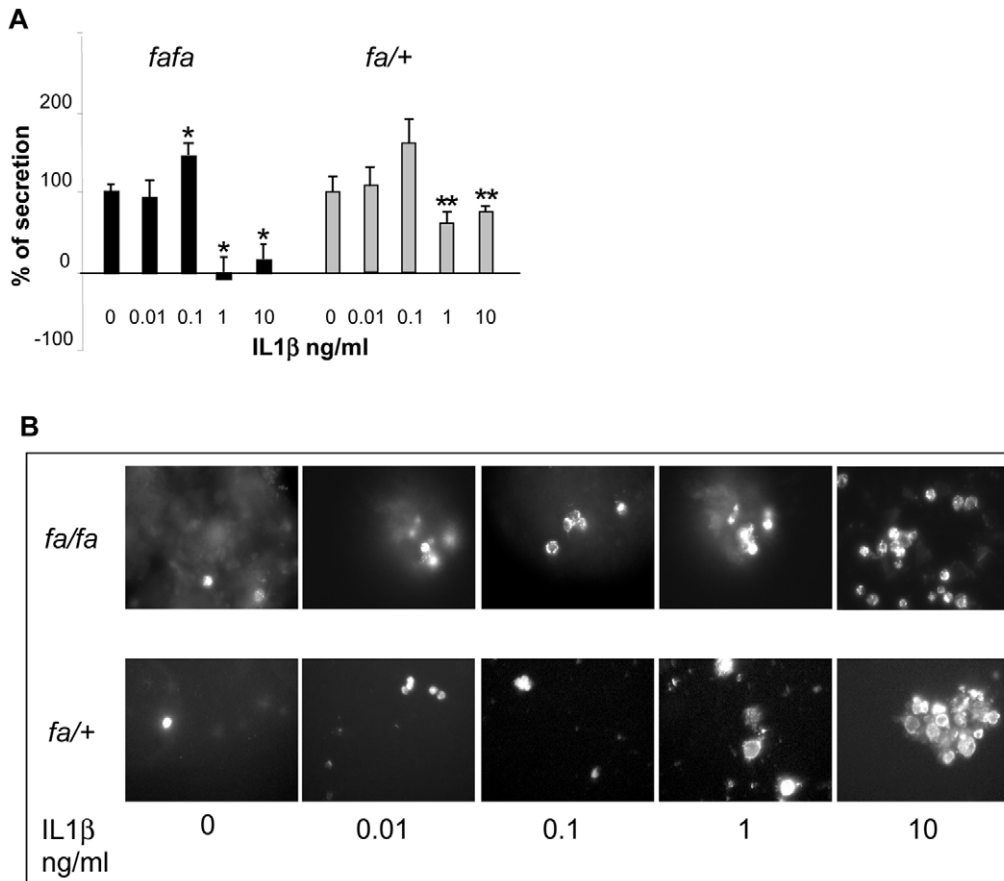 A
fafa fa/+
% of secretion
200
100
0
-100
* * * ** **
0 0.01 0.1 1 10 0 0.01 0.1 1 10
IL1β ng/ml
B
fa/fa
fa/+
IL1β
ng/ml
0 0.01 0.1 1 10